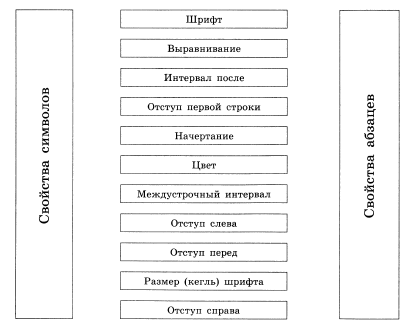 Свойства символов
Шрифт
Выравнивание
Интервал после
Отступ первой строки
Начертание
Цвет
Междустрочный интервал
Отступ слева
Отступ перед
Размер (кегль) шрифта
Отступ справа
Свойства абзацев